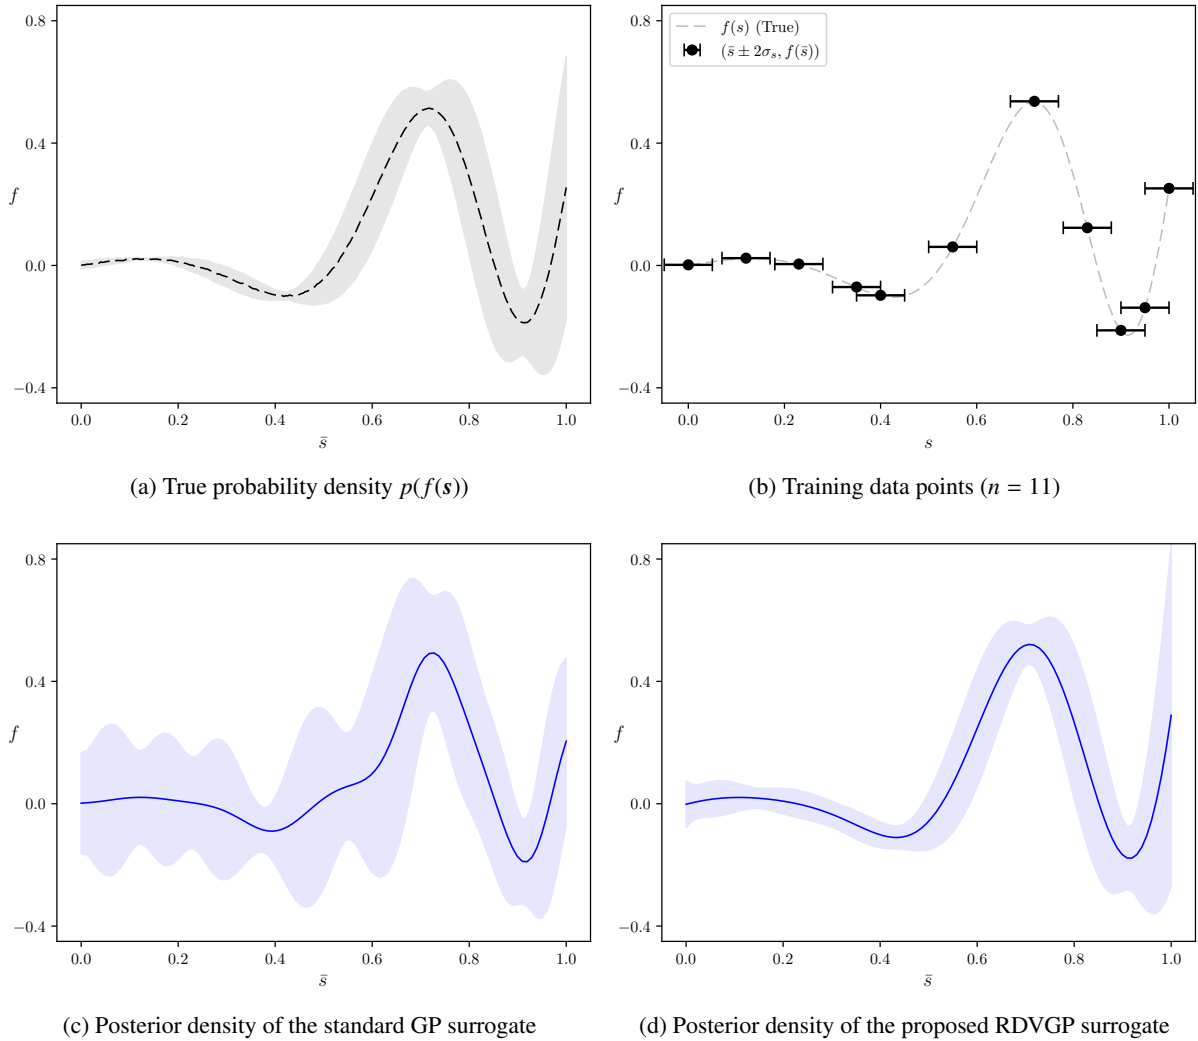 0.8
0.4
0.0
−0.4
f
0.0 0.2 0.4 0.6 0.8 1.0
s̄
(a) True probability density p(f(s))
0.8
0.4
0.0
−0.4
f
f(s) (True)
(s̄ ± 2σₛ, f(s̄))
0.0 0.2 0.4 0.6 0.8 1.0
s
(b) Training data points (n = 11)
0.8
0.4
0.0
−0.4
f
0.0 0.2 0.4 0.6 0.8 1.0
s̄
(c) Posterior density of the standard GP surrogate
0.8
0.4
0.0
−0.4
f
0.0 0.2 0.4 0.6 0.8 1.0
s̄
(d) Posterior density of the proposed RDVGP surrogate